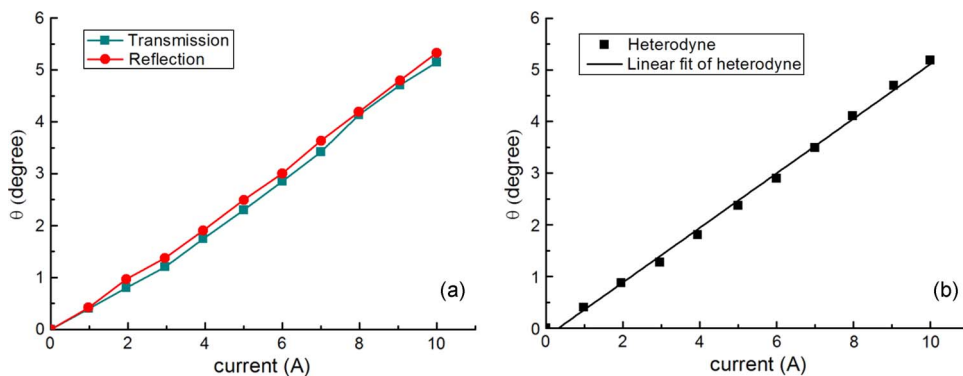 6
5
4
3
2
1
0
θ (degree)
Transmission
Reflection
(a)
0 2 4 6 8 10
current (A)
6
5
4
3
2
1
0
θ (degree)
Heterodyne
Linear fit of heterodyne
(b)
0 2 4 6 8 10
current (A)